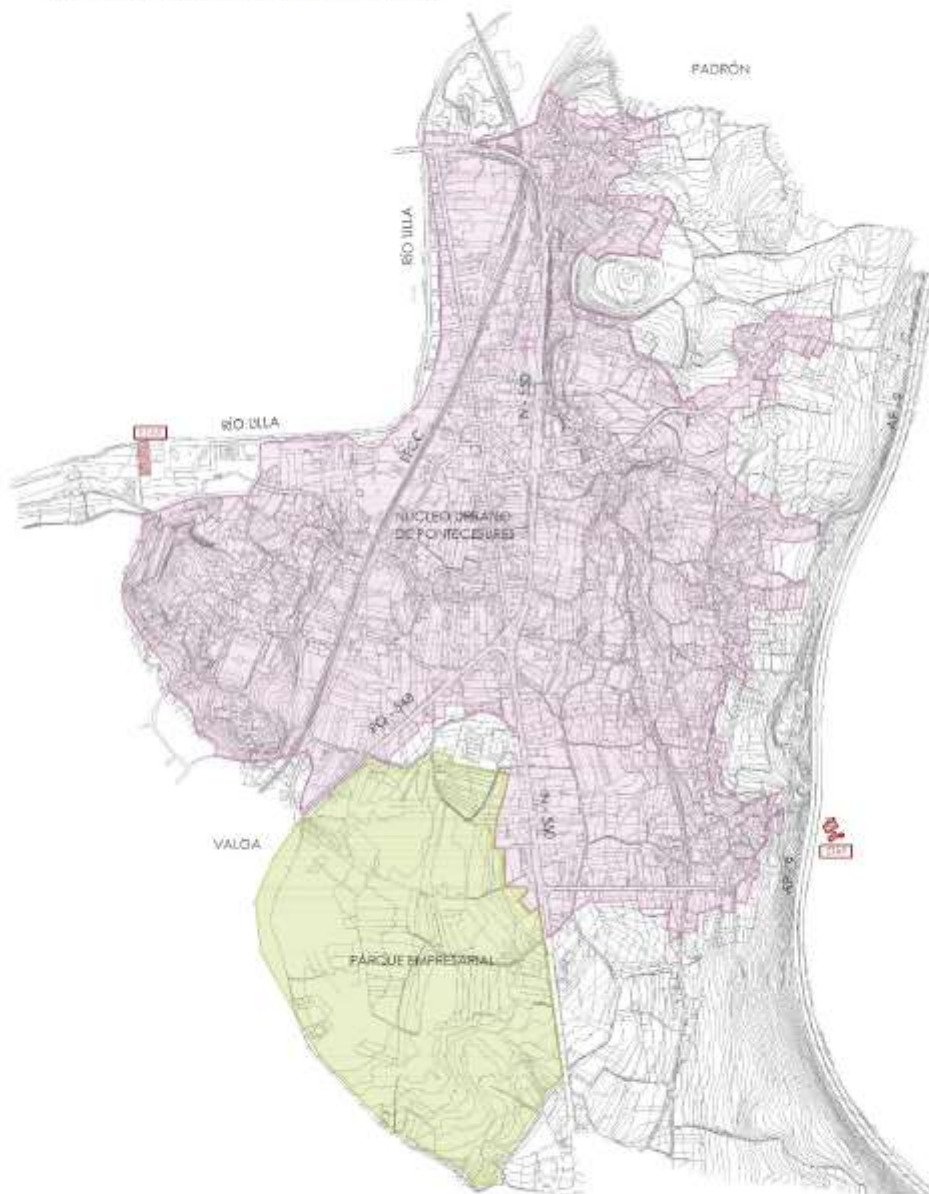 PADRÓN
RÍO ULLA
RÍO ULLA
AP-9
N - 550
FF.C.
NÚCLEO URBANO
DE PONTECESURES
PO - 548
N - 550
VALGA
AP-9
PARQUE EMPRESARIAL